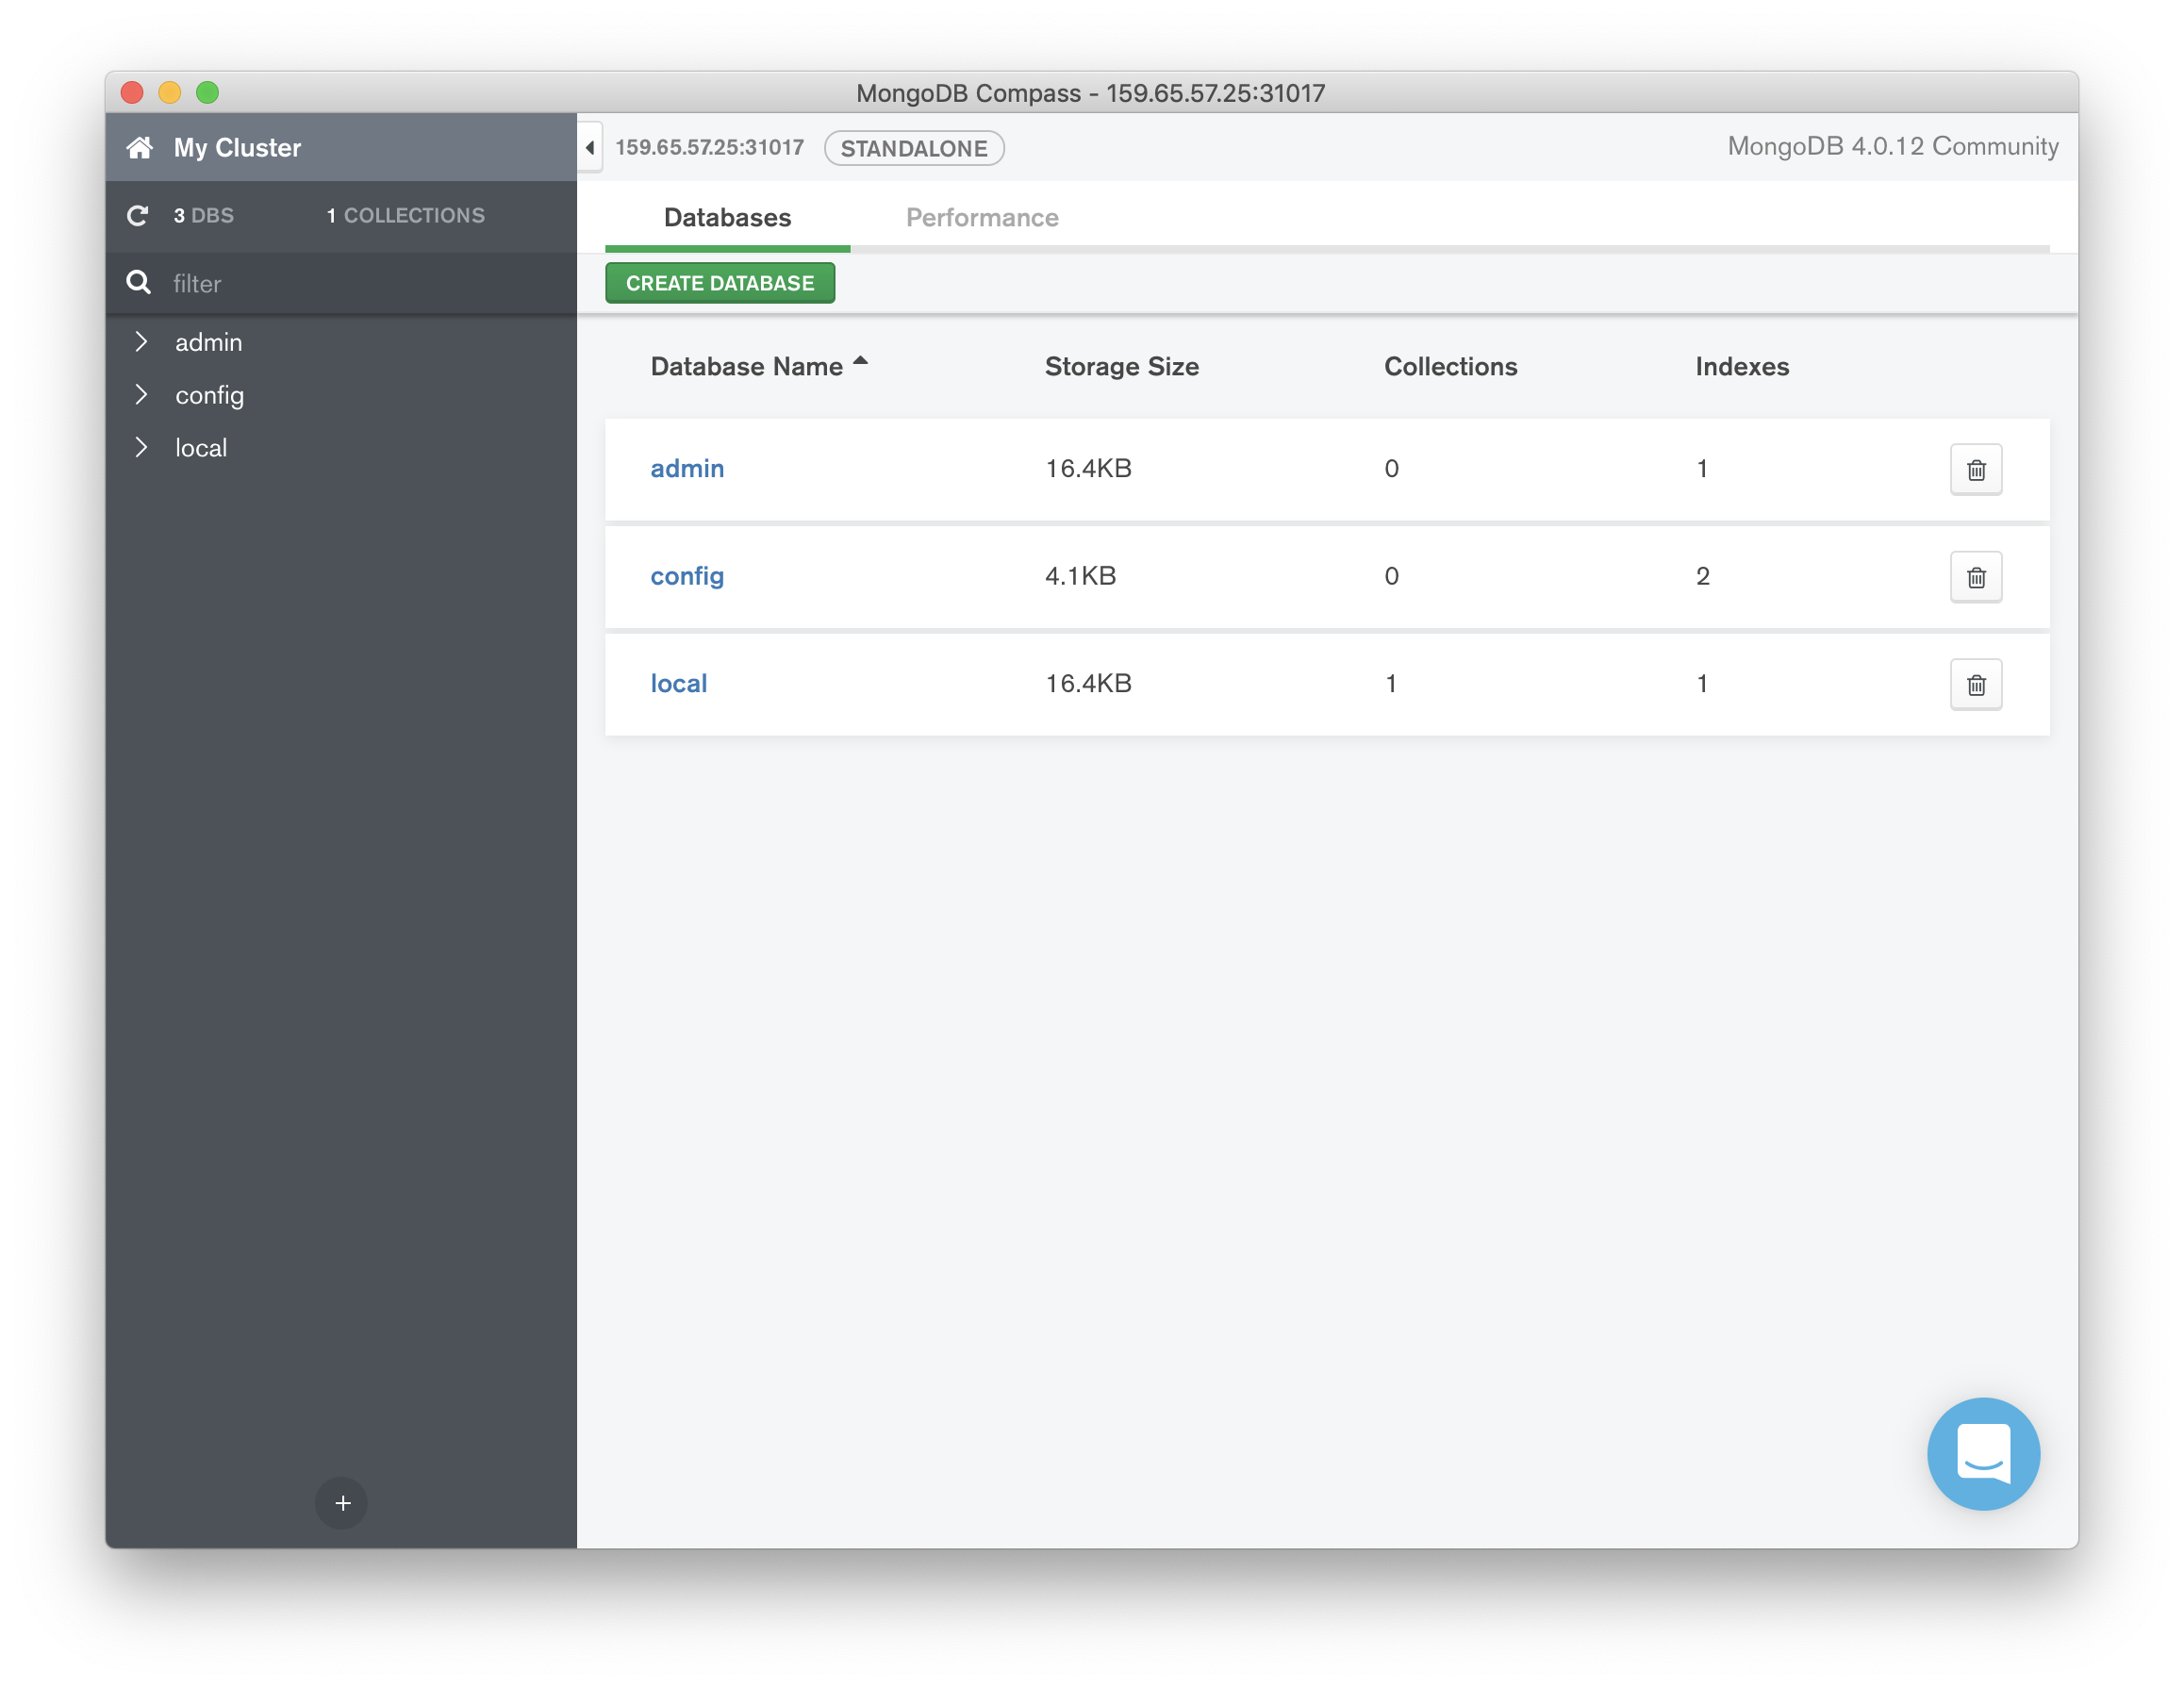 MongoDB Compass - 159.65.57.25:31017
My Cluster
159.65.57.25:31017 STANDALONE
MongoDB 4.0.12 Community
3 DBS 1 COLLECTIONS
filter
admin
config
local
Databases Performance
CREATE DATABASE
Database Name Storage Size Collections Indexes
admin 16.4KB 0 1
config 4.1KB 0 2
local 16.4KB 1 1